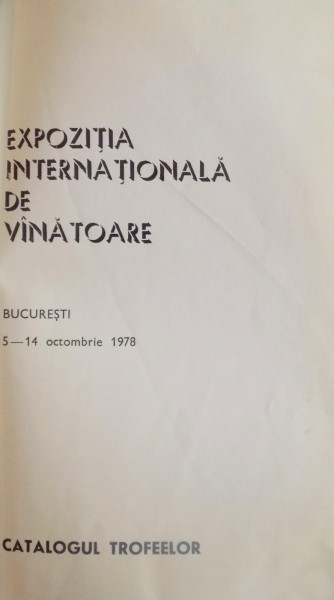 EXPOZIȚIA
INTERNAȚIONALĂ
DE
VÎNĂTOARE
BUCUREȘTI
5—14 octombrie 1978
CATALOGUL TROFEELOR